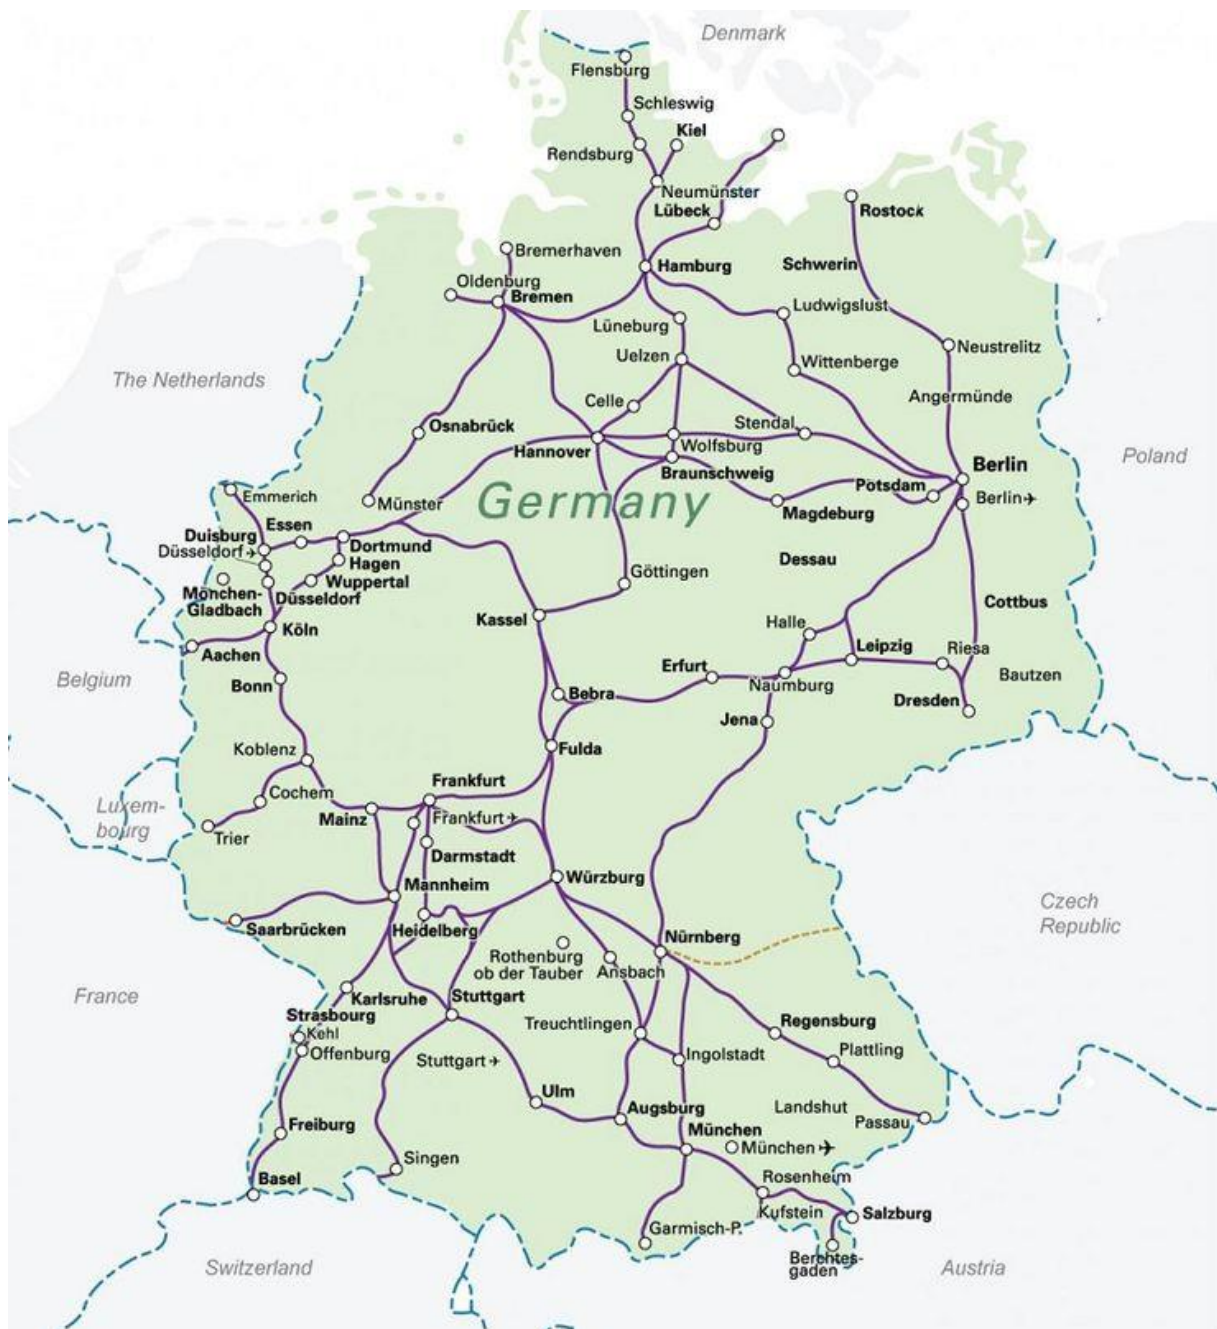 Denmark
Flensburg
Schleswig
Kiel
Rendsburg
Neumünster
Lübeck
Rostock
Bremerhaven
Hamburg
Schwerin
Oldenburg
Bremen
Ludwigslust
Lüneburg
Neustrelitz
Uelzen
Wittenberge
The Netherlands
Angermünde
Celle
Stendal
Osnabrück
Hannover
Wolfsburg
Poland
Braunschweig
Berlin
Potsdam
Emmerich
Münster
Germany
Magdeburg
Berlin
Essen
Duisburg
Dortmund
Düsseldorf
Hagen
Dessau
Göttingen
Wuppertal
Mönchen-
Gladbach
Düsseldorf
Cottbus
Kassel
Halle
Köln
Aachen
Leipzig
Riesa
Erfurt
Belgium
Bonn
Naumburg
Bautzen
Bebra
Dresden
Jena
Koblenz
Fulda
Frankfurt
Cochem
Luxem-
bourg
Mainz
Frankfurt
Trier
Darmstadt
Würzburg
Mannheim
Czech
Republic
Saarbrücken
Heidelberg
Nürnberg
Rothenburg
ob der Tauber
Ansbach
France
Karlsruhe
Stuttgart
Strasbourg
Kehl
Treuchtlingen
Regensburg
Offenburg
Stuttgart
Ingolstadt
Plattling
Ulm
Augsburg
Landshut
Passau
Freiburg
München
München
Singen
Basel
Rosenheim
Kufstein
Salzburg
Garmisch-P.
Berchtes-
gaden
Switzerland
Austria